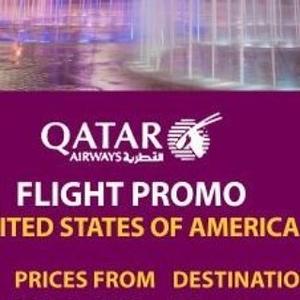 QATAR
AIRWAYS القطرية
FLIGHT PROMO
ITED STATES OF AMERICA
PRICES FROM DESTINATIO